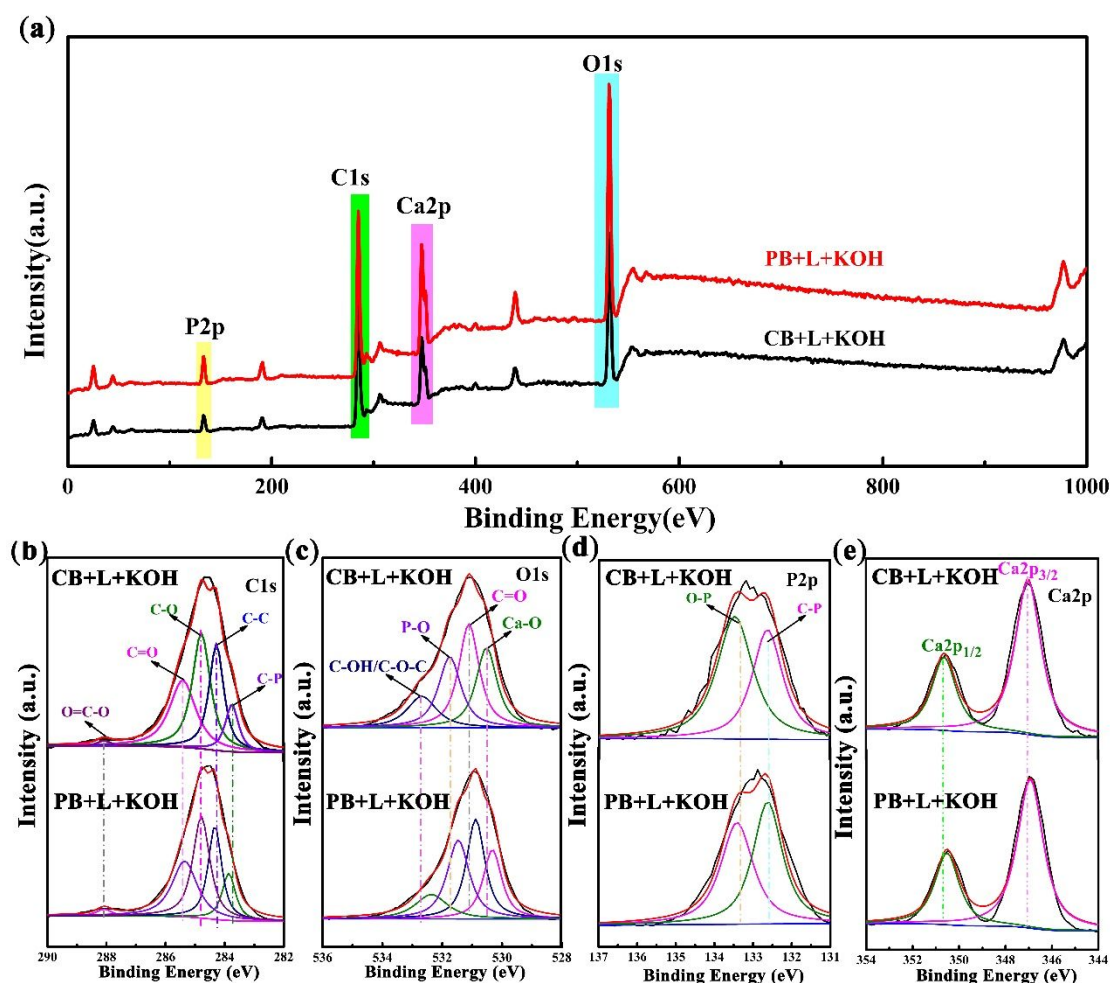 (a)
O1s
C1s
Ca2p
P2p
PB+L+KOH
CB+L+KOH
Intensity(a.u.)
0 200 400 600 800 1000
Binding Energy(eV)
(b)
CB+L+KOH
C1s
C-O
C-C
C=O
C-P
O=C-O
PB+L+KOH
Intensity (a.u.)
290 288 286 284 282
Binding Energy (eV)
(c)
CB+L+KOH
O1s
C=O
P-O
Ca-O
C-OH/C-O-C
PB+L+KOH
Intensity (a.u.)
536 534 532 530 528
Binding Energy (eV)
(d)
CB+L+KOH
P2p
O-P
C-P
PB+L+KOH
Intensity (a.u.)
137 136 135 134 133 132 131
Binding Energy (eV)
(e)
CB+L+KOH
Ca2p3/2
Ca2p
Ca2p1/2
PB+L+KOH
Intensity (a.u.)
354 352 350 348 346 344
Binding Energy (eV)